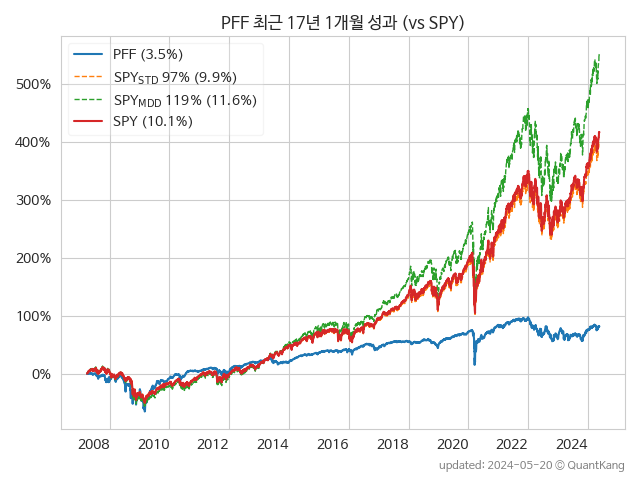 PFF 최근 17년 1개월 성과 (vs SPY)
PFF (3.5%)
SPY_STD 97% (9.9%)
SPY_MDD 119% (11.6%)
SPY (10.1%)
500%
400%
300%
200%
100%
0%
2008 2010 2012 2014 2016 2018 2020 2022 2024
updated: 2024-05-20 © QuantKang